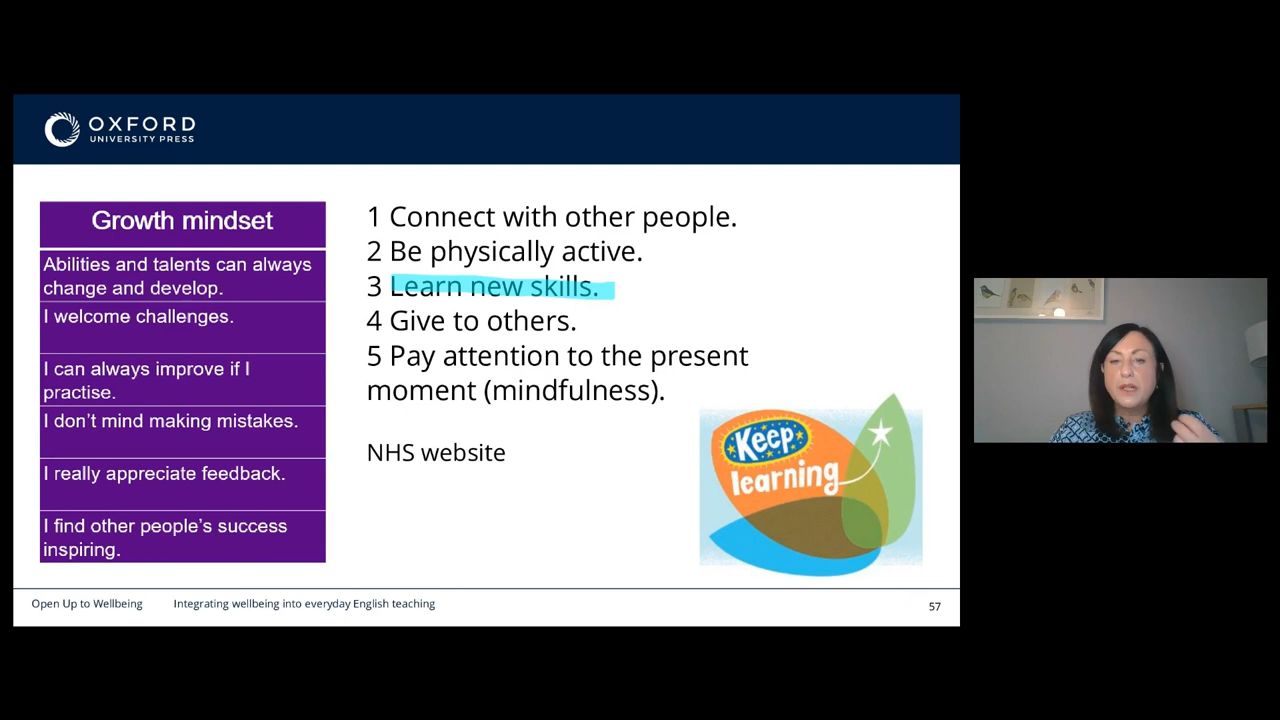 OXFORD
UNIVERSITY PRESS
Growth mindset
Abilities and talents can always
change and develop.
I welcome challenges.
I can always improve if I
practise.
I don't mind making mistakes.
I really appreciate feedback.
I find other people's success
inspiring.
1 Connect with other people.
2 Be physically active.
3 Learn new skills.
4 Give to others.
5 Pay attention to the present
moment (mindfulness).
NHS website
Keep
learning
Open Up to Wellbeing Integrating wellbeing into everyday English teaching
57